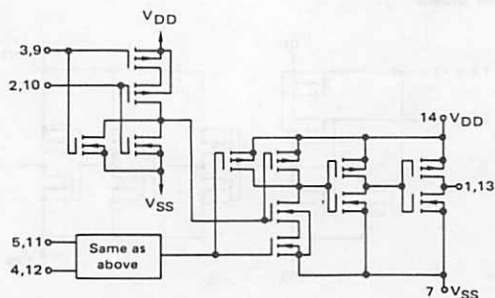 VDD
3,9
2,10
14 VDD
1,13
VSS
5,11
4,12
Same as
above
7 VSS